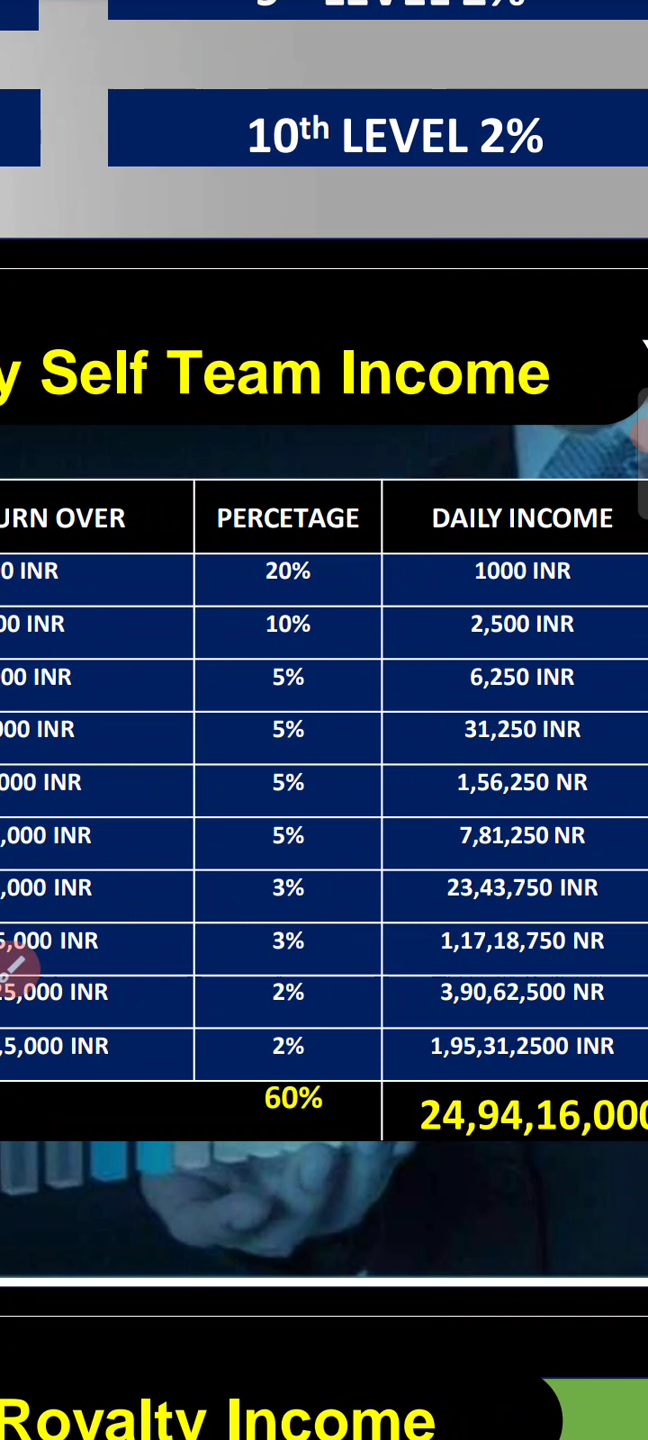 10th LEVEL 2%
y Self Team Income
URN OVER PERCETAGE DAILY INCOME
0 INR 20% 1000 INR
00 INR 10% 2,500 INR
00 INR 5% 6,250 INR
000 INR 5% 31,250 INR
000 INR 5% 1,56,250 NR
,000 INR 5% 7,81,250 NR
,000 INR 3% 23,43,750 INR
5,000 INR 3% 1,17,18,750 NR
25,000 INR 2% 3,90,62,500 NR
,5,000 INR 2% 1,95,31,2500 INR
60% 24,94,16,000
Royalty Income